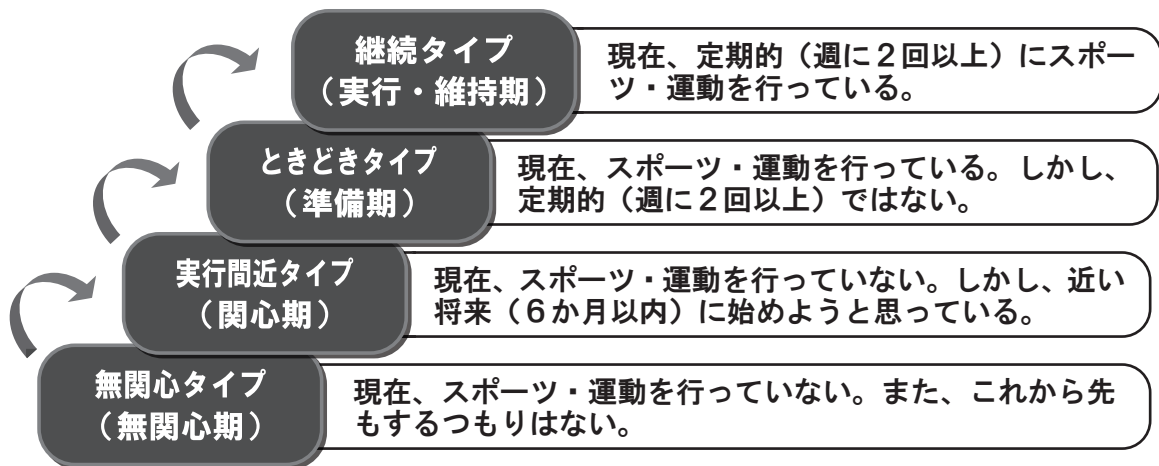 継続タイプ
（実行・維持期）
現在、定期的（週に２回以上）にスポー
ツ・運動を行っている。
ときどきタイプ
（準備期）
現在、スポーツ・運動を行っている。しかし、
定期的（週に２回以上）ではない。
実行間近タイプ
（関心期）
現在、スポーツ・運動を行っていない。しかし、近い
将来（６か月以内）に始めようと思っている。
無関心タイプ
（無関心期）
現在、スポーツ・運動を行っていない。また、これから先
もするつもりはない。